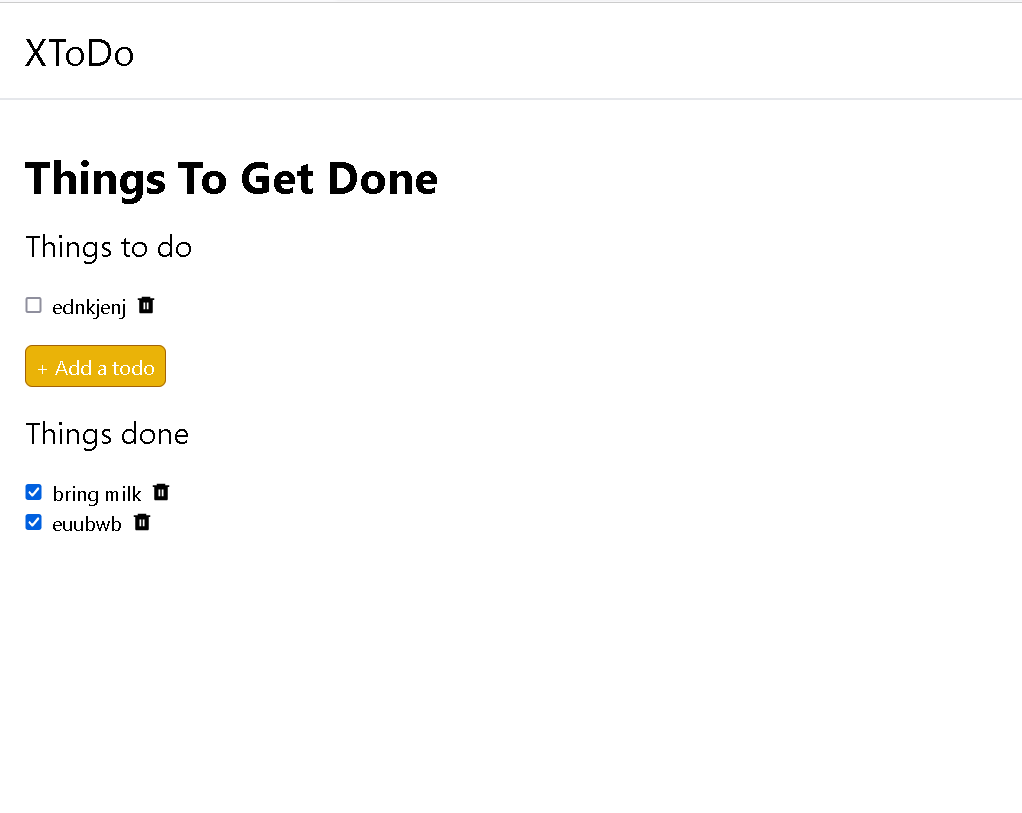 XToDo
Things To Get Done
Things to do
ednkjenj
+ Add a todo
Things done
bring milk
euubwb